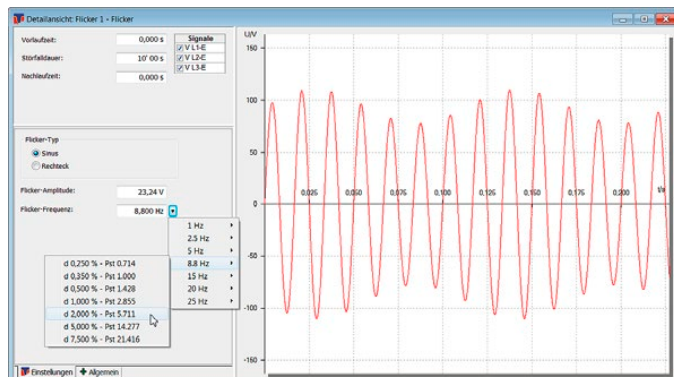 Detailansicht: Flicker 1 - Flicker
Vorlaufzeit: 0,000 s
Störfalldauer: 10' 00 s
Nachlaufzeit: 0,000 s
Signale
V L1-E
V L2-E
V L3-E
Flicker-Typ
Sinus
Rechteck
Flicker-Amplitude: 23,24 V
Flicker-Frequenz: 8,800 Hz
1 Hz
2.5 Hz
5 Hz
8.8 Hz
15 Hz
20 Hz
25 Hz
d 0,250 % - Pst 0.714
d 0,350 % - Pst 1.000
d 0,500 % - Pst 1.428
d 1,000 % - Pst 2.855
d 2,000 % - Pst 5.711
d 5,000 % - Pst 14.277
d 7,500 % - Pst 21.416
Einstellungen Allgemein
U/V
150
100
50
0
-50
-100
-150
0,025 0,050 0,075 0,100 0,125 0,150 0,175 0,200 t/s